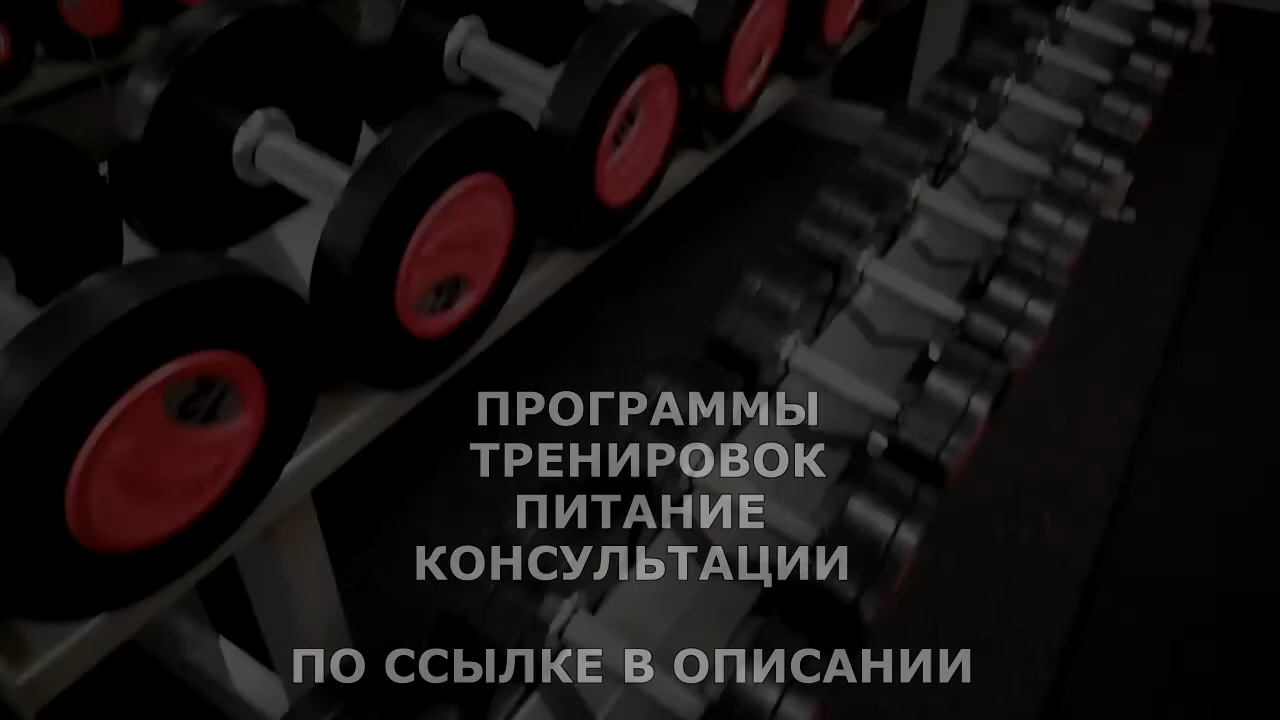 ПРОГРАММЫ
ТРЕНИРОВОК
ПИТАНИЕ
КОНСУЛЬТАЦИИ
ПО ССЫЛКЕ В ОПИСАНИИ